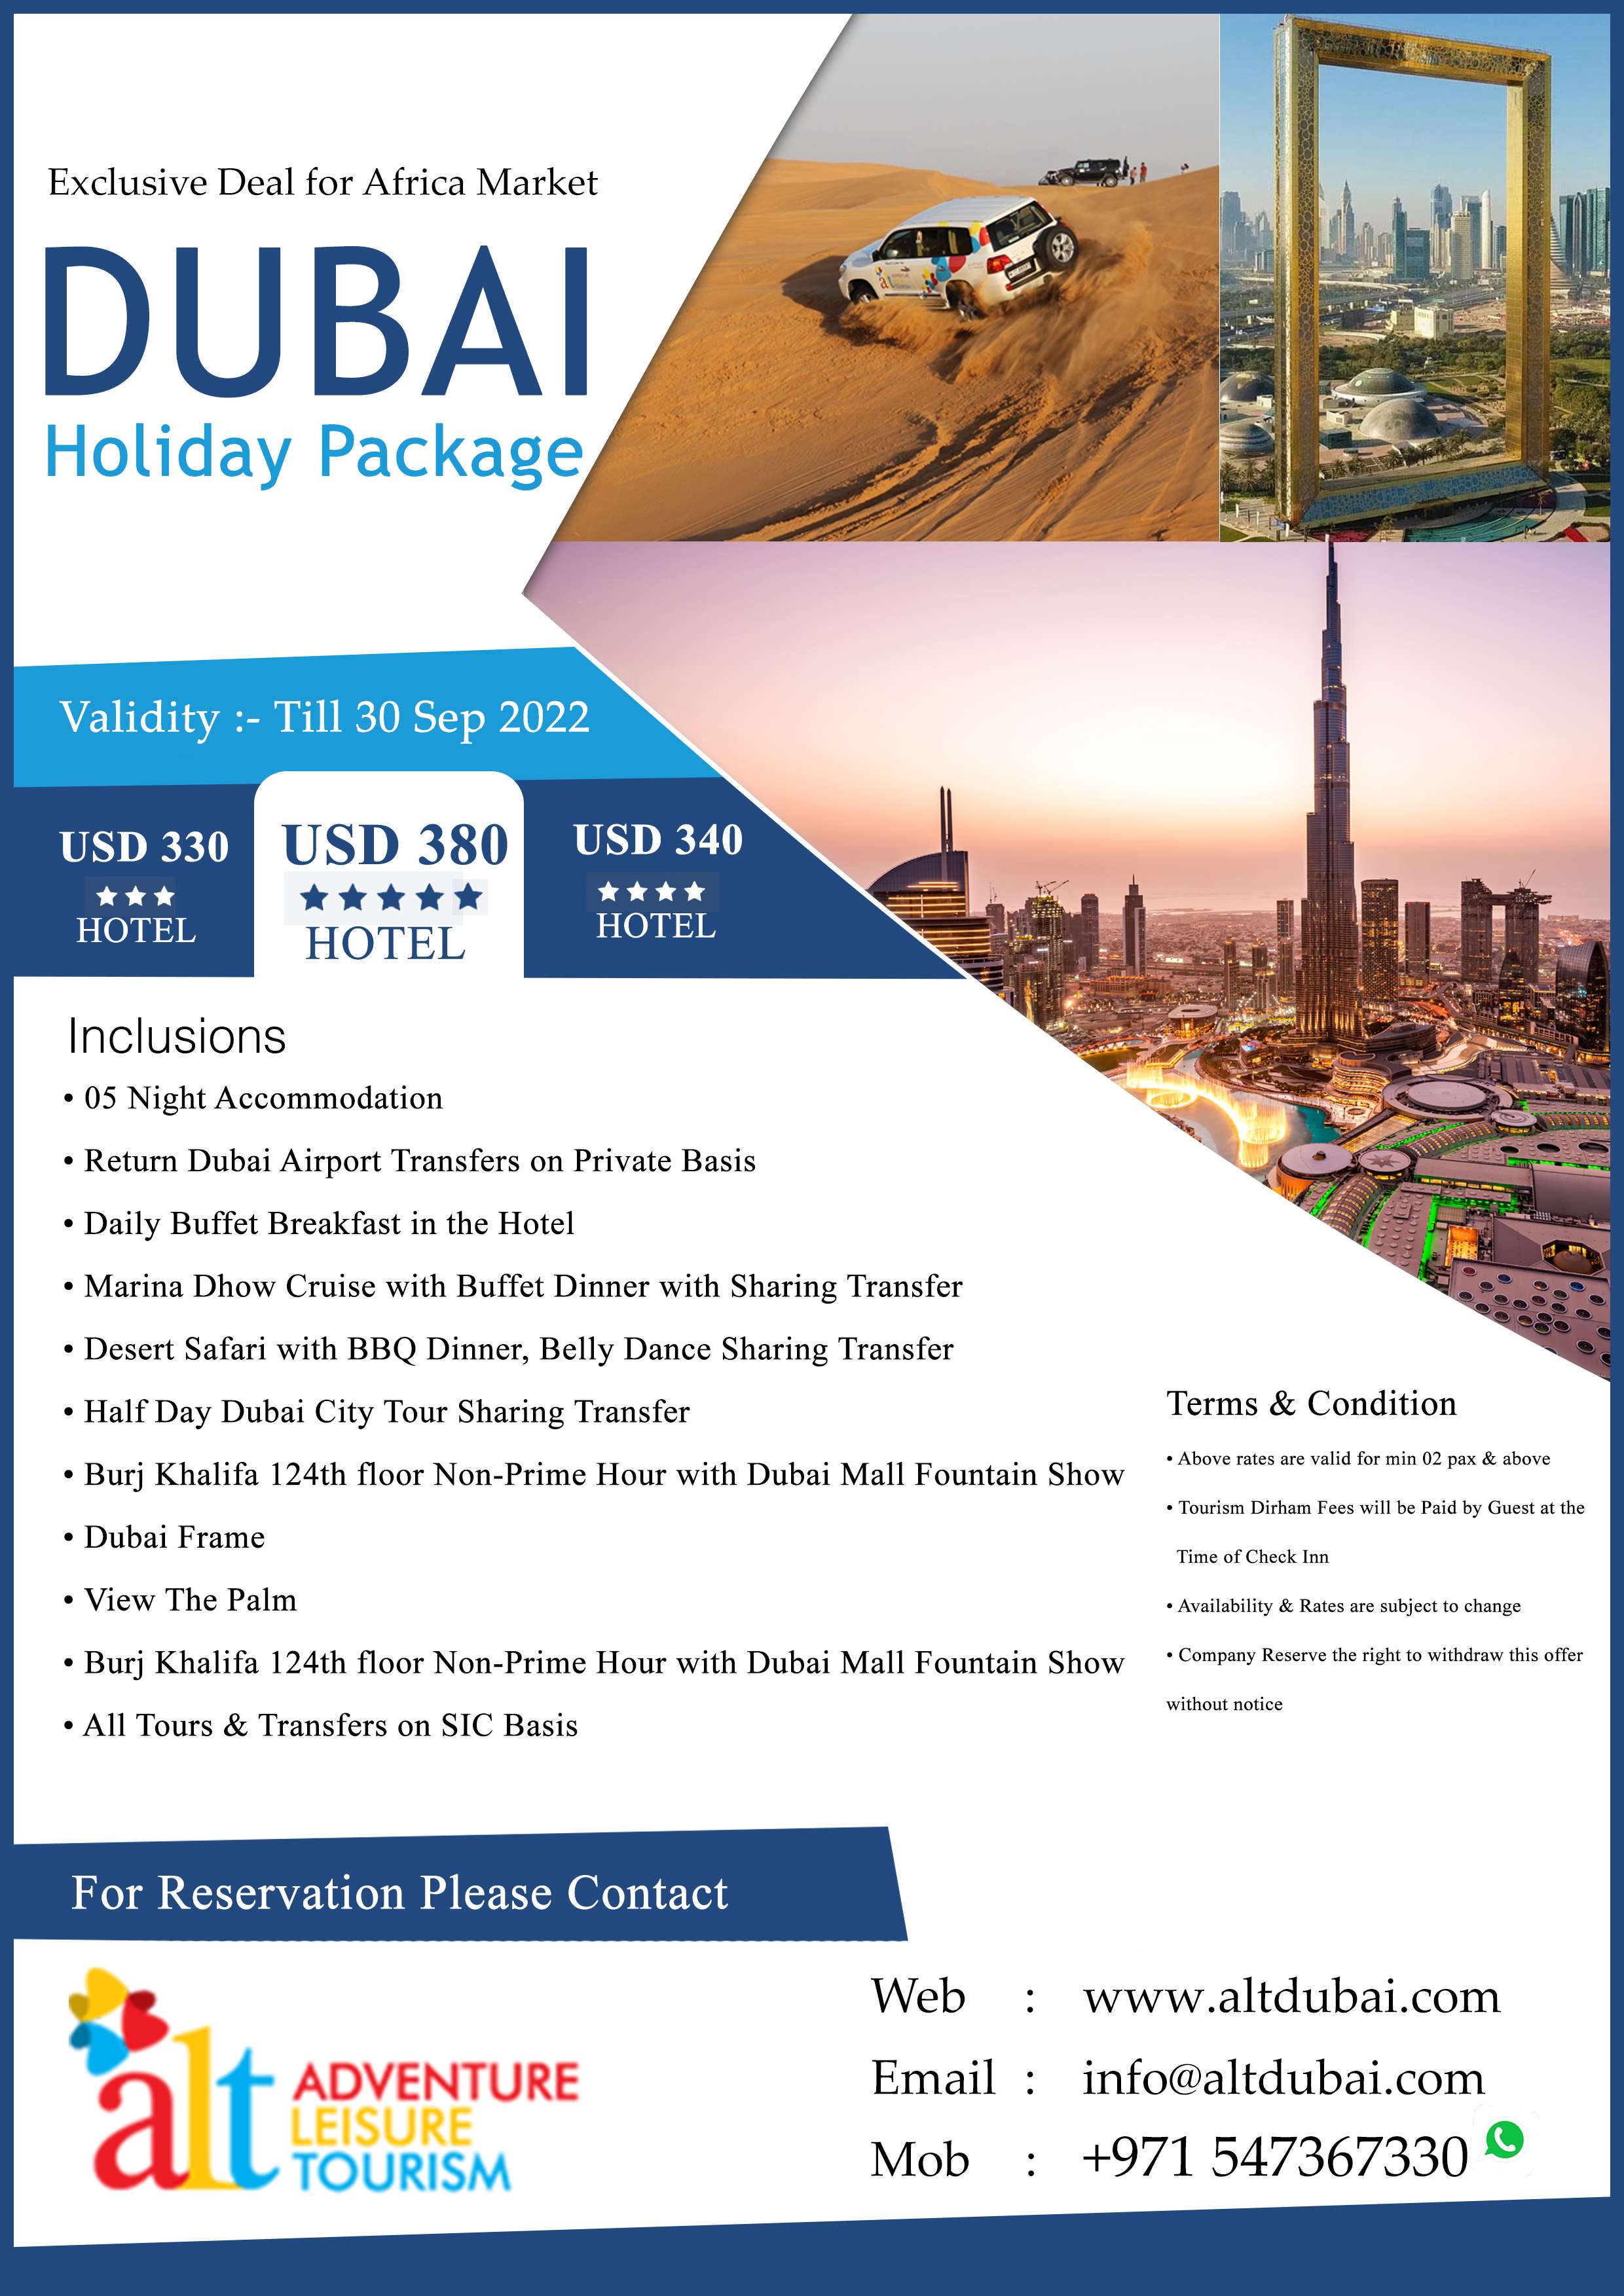 Exclusive Deal for Africa Market
DUBAI
Holiday Package
Validity :- Till 30 Sep 2022
USD 330
HOTEL
USD 380
HOTEL
USD 340
HOTEL
Inclusions
• 05 Night Accommodation
• Return Dubai Airport Transfers on Private Basis
• Daily Buffet Breakfast in the Hotel
• Marina Dhow Cruise with Buffet Dinner with Sharing Transfer
• Desert Safari with BBQ Dinner, Belly Dance Sharing Transfer
• Half Day Dubai City Tour Sharing Transfer
• Burj Khalifa 124th floor Non-Prime Hour with Dubai Mall Fountain Show
• Dubai Frame
• View The Palm
• Burj Khalifa 124th floor Non-Prime Hour with Dubai Mall Fountain Show
• All Tours & Transfers on SIC Basis
Terms & Condition
• Above rates are valid for min 02 pax & above
• Tourism Dirham Fees will be Paid by Guest at the
Time of Check Inn
• Availability & Rates are subject to change
• Company Reserve the right to withdraw this offer
without notice
For Reservation Please Contact
alt
ADVENTURE
LEISURE
TOURISM
Web : www.altdubai.com
Email : info@altdubai.com
Mob : +971 547367330